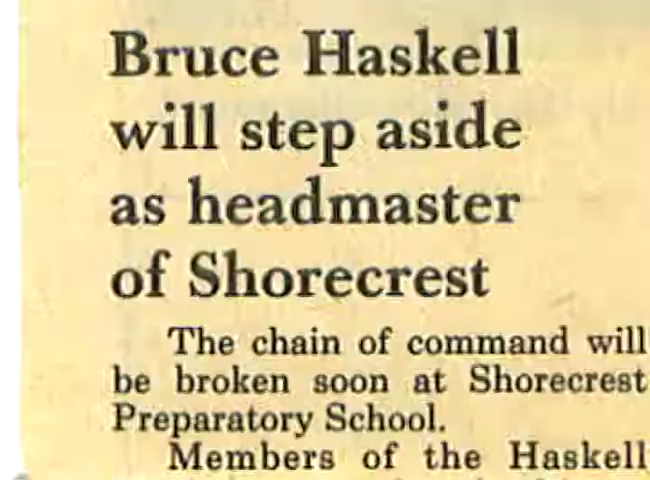 Bruce Haskell
will step aside
as headmaster
of Shorecrest
The chain of command will
be broken soon at Shorecrest
Preparatory School.
Members of the Haskell